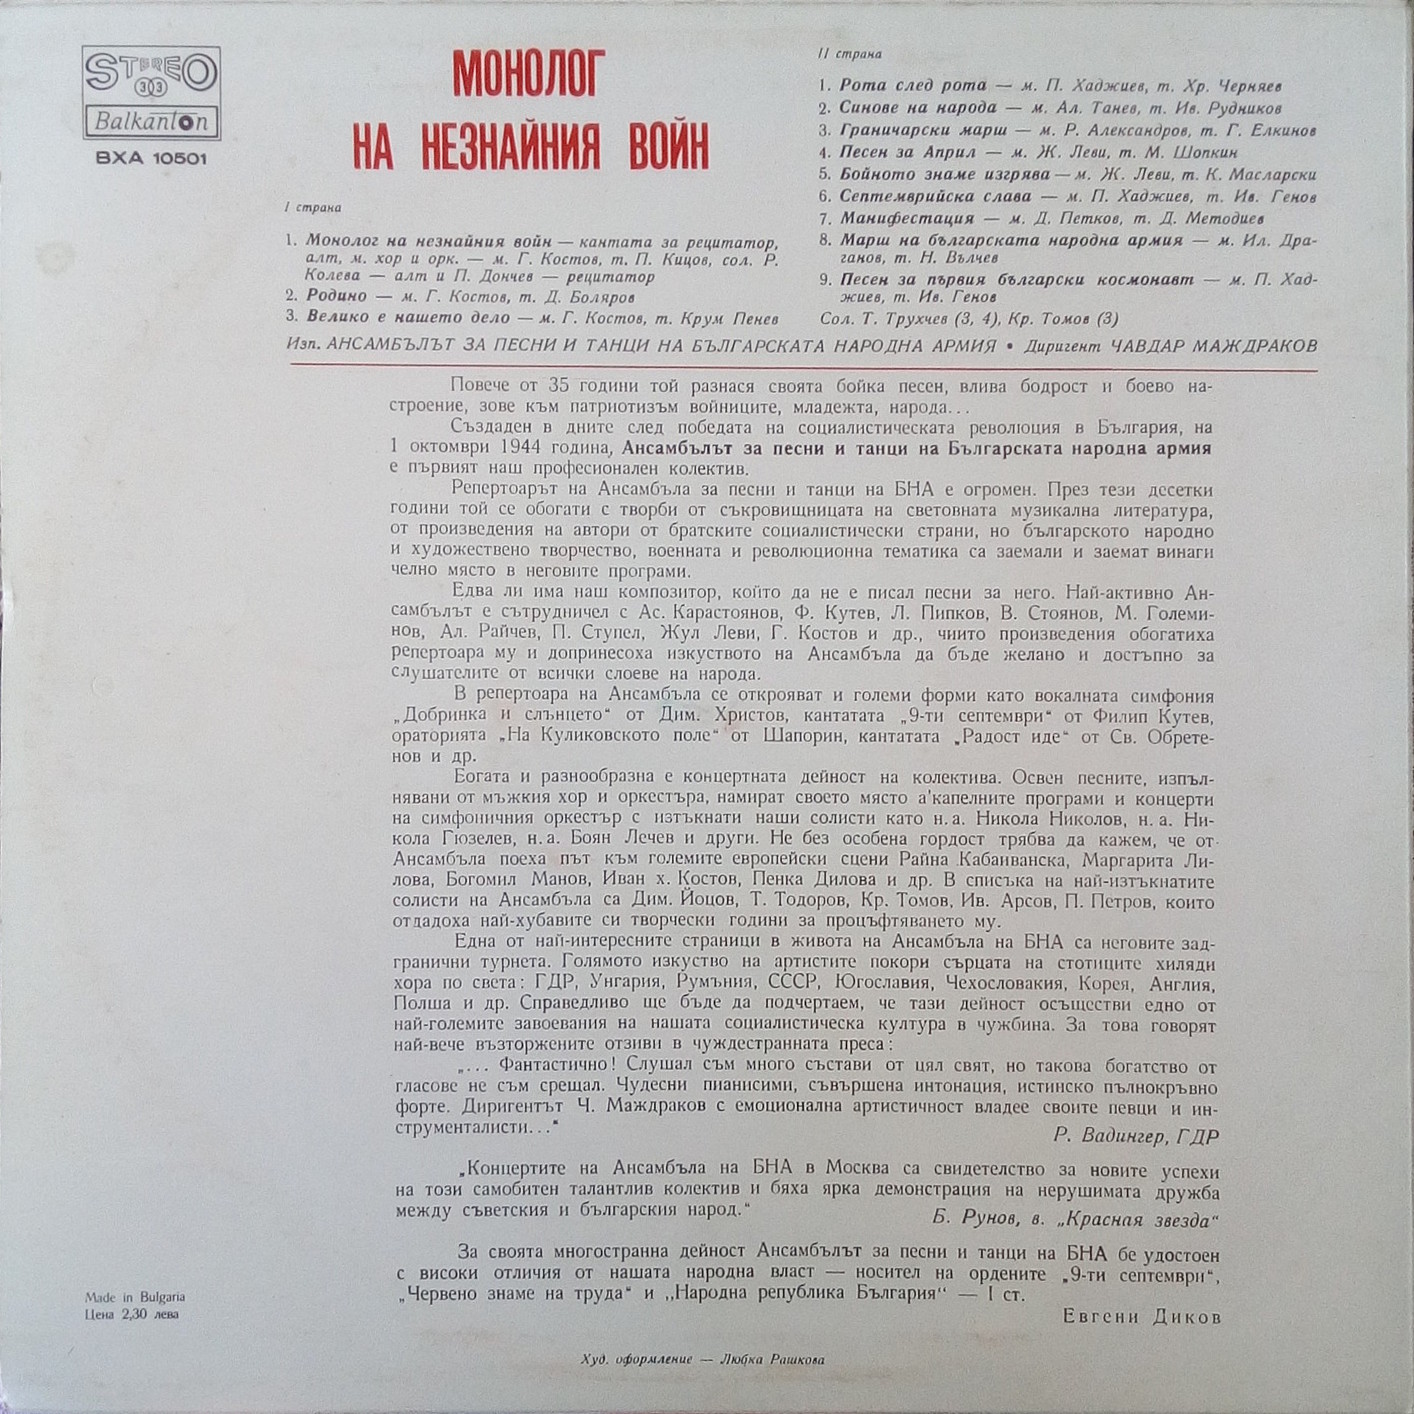 STEREO
33
Balkanton
ВХА 10501
МОНОЛОГ
НА НЕЗНАЙНИЯ ВОЙН
I страна
1. Монолог на незнайния войн — кантата за рецитатор,
алт, м. хор и орк. — м. Г. Костов, т. П. Кицов, сол. Р.
Колева — алт и П. Дончев — рецитатор
2. Родино — м. Г. Костов, т. Д. Боляров
3. Велико е нашето дело — м. Г. Костов, т. Крум Пенев
II страна
1. Рота след рота — м. П. Хаджиев, т. Хр. Черняев
2. Синове на народа — м. Ал. Танев, т. Ив. Рудников
3. Граничарски марш — м. Р. Александров, т. Г. Елкинов
4. Песен за Април — м. Ж. Леви, т. М. Шопкин
5. Бойното знаме изгрява — м. Ж. Леви, т. К. Масларски
6. Септемврийска слава — м. П. Хаджиев, т. Ив. Генов
7. Манифестация — м. Д. Петков, т. Д. Методиев
8. Марш на българската народна армия — м. Ил. Дра-
ганов, т. Н. Вълчев
9. Песен за първия български космонавт — м. П. Хад-
жиев, т. Ив. Генов
Сол. Т. Трухчев (3, 4), Кр. Томов (3)
Изп. АНСАМБЪЛЪТ ЗА ПЕСНИ И ТАНЦИ НА БЪЛГАРСКАТА НАРОДНА АРМИЯ • Диригент ЧАВДАР МАЖДРАКОВ
Повече от 35 години той разнася своята бойка песен, влива бодрост и боево на-
строение, зове към патриотизъм войниците, младежта, народа...
Създаден в дните след победата на социалистическата революция в България, на
1 октомври 1944 година, Ансамбълът за песни и танци на Българската народна армия
е първият наш професионален колектив.
Репертоарът на Ансамбъла за песни и танци на БНА е огромен. През тези десетки
години той се обогати с творби от съкровищницата на световната музикална литература,
от произведения на автори от братските социалистически страни, но българското народно
и художествено творчество, военната и революционна тематика са заемали и заемат винаги
челно място в неговите програми.
Едва ли има наш композитор, който да не е писал песни за него. Най-активно Ан-
самбълът е сътрудничел с Ас. Карастоянов, Ф. Кутев, Л. Пипков, В. Стоянов, М. Големи-
нов, Ал. Райчев, П. Ступел, Жул Леви, Г. Костов и др., чиито произведения обогатиха
репертоара му и допринесоха изкуството на Ансамбъла да бъде желано и достъпно за
слушателите от всички слоеве на народа.
В репертоара на Ансамбъла се открояват и големи форми като вокалната симфония
„Добринка и слънцето“ от Дим. Христов, кантатата „9-ти септември“ от Филип Кутев,
ораторията „На Куликовското поле“ от Шапорин, кантатата „Радост иде“ от Св. Обрете-
нов и др.
Богата и разнообразна е концертната дейност на колектива. Освен песните, изпъл-
нявани от мъжкия хор и оркестъра, намират своето място а'капелните програми и концерти
на симфоничния оркестър с изтъкнати наши солисти като н.а. Никола Николов, н.а. Ни-
кола Гюзелев, н.а. Боян Лечев и други. Не без особена гордост трябва да кажем, че от
Ансамбъла поеха път към големите европейски сцени Райна Кабаиванска, Маргарита Ли-
лова, Богомил Манов, Иван х. Костов, Пенка Дилова и др. В списъка на най-изтъкнатите
солисти на Ансамбъла са Дим. Йоцов, Т. Тодоров, Кр. Томов, Ив. Арсов, П. Петров, които
отдадоха най-хубавите си творчески години за процъфтяването му.
Една от най-интересните страници в живота на Ансамбъла на БНА са неговите зад-
гранични турнета. Голямото изкуство на артистите покори сърцата на стотиците хиляди
хора по света: ГДР, Унгария, Румъния, СССР, Югославия, Чехословакия, Корея, Англия,
Полша и др. Справедливо ще бъде да подчертаем, че тази дейност осъществи едно от
най-големите завоевания на нашата социалистическа култура в чужбина. За това говорят
най-вече възторжените отзиви в чуждестранната преса:
„... Фантастично! Слушал съм много състави от цял свят, но такова богатство от
гласове не съм срещал. Чудесни пианисими, съвършена интонация, истинско пълнокръвно
форте. Диригентът Ч. Маждраков с емоционална артистичност владее своите певци и ин-
струменталисти...“
Р. Вадингер, ГДР
„Концертите на Ансамбъла на БНА в Москва са свидетелство за новите успехи
на този самобитен талантлив колектив и бяха ярка демонстрация на нерушимата дружба
между съветския и българския народ.“
Б. Рунов, в. „Красная звезда“
За своята многостранна дейност Ансамбълът за песни и танци на БНА бе удостоен
с високи отличия от нашата народна власт — носител на ордените „9-ти септември“,
„Червено знаме на труда“ и „Народна република България“ — I ст.
Евгени Диков
Made in Bulgaria
Цена 2,30 лева
Худ. оформление — Любка Рашкова